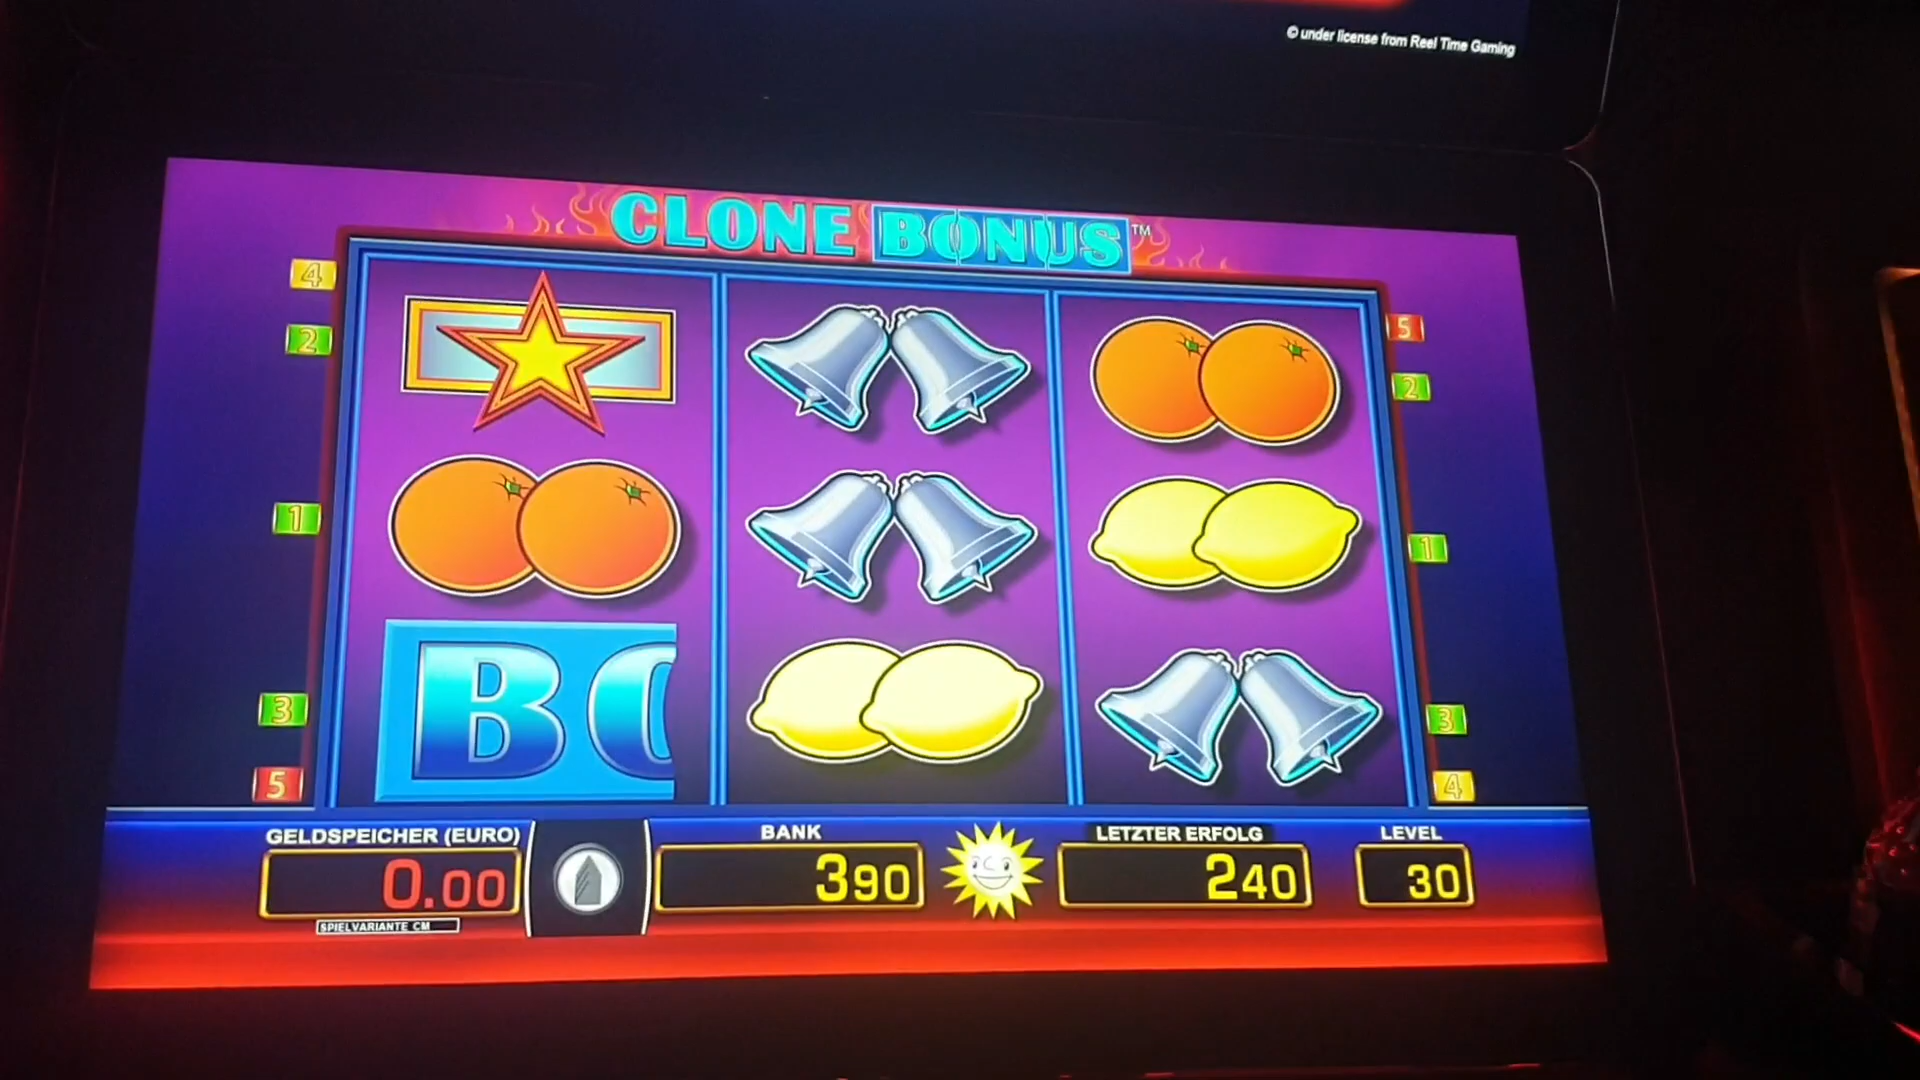 © under license from Reel Time Gaming
CLONE BONUS™
4
5
2
2
1
1
BO
3
3
5
4
GELDSPEICHER (EURO)
BANK
LETZTER ERFOLG
LEVEL
0.00
390
240
30
SPIELVARIANTE CM